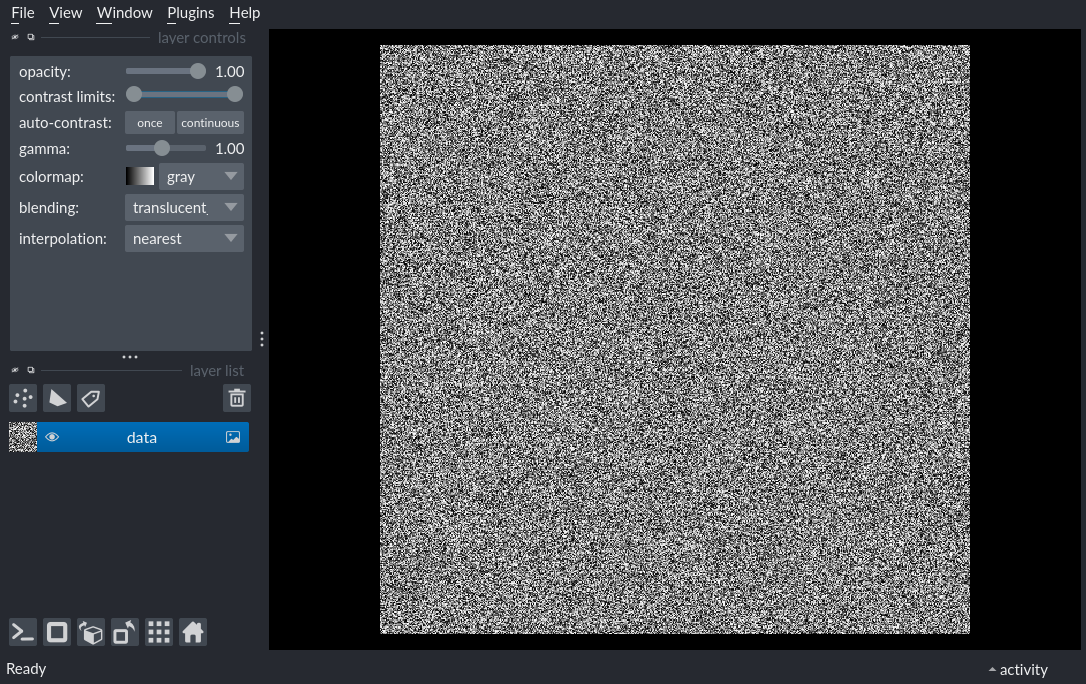 File View Window Plugins Help
layer controls
opacity: 1.00
contrast limits:
auto-contrast: once continuous
gamma: 1.00
colormap: gray
blending: translucent
interpolation: nearest
layer list
data
Ready
activity